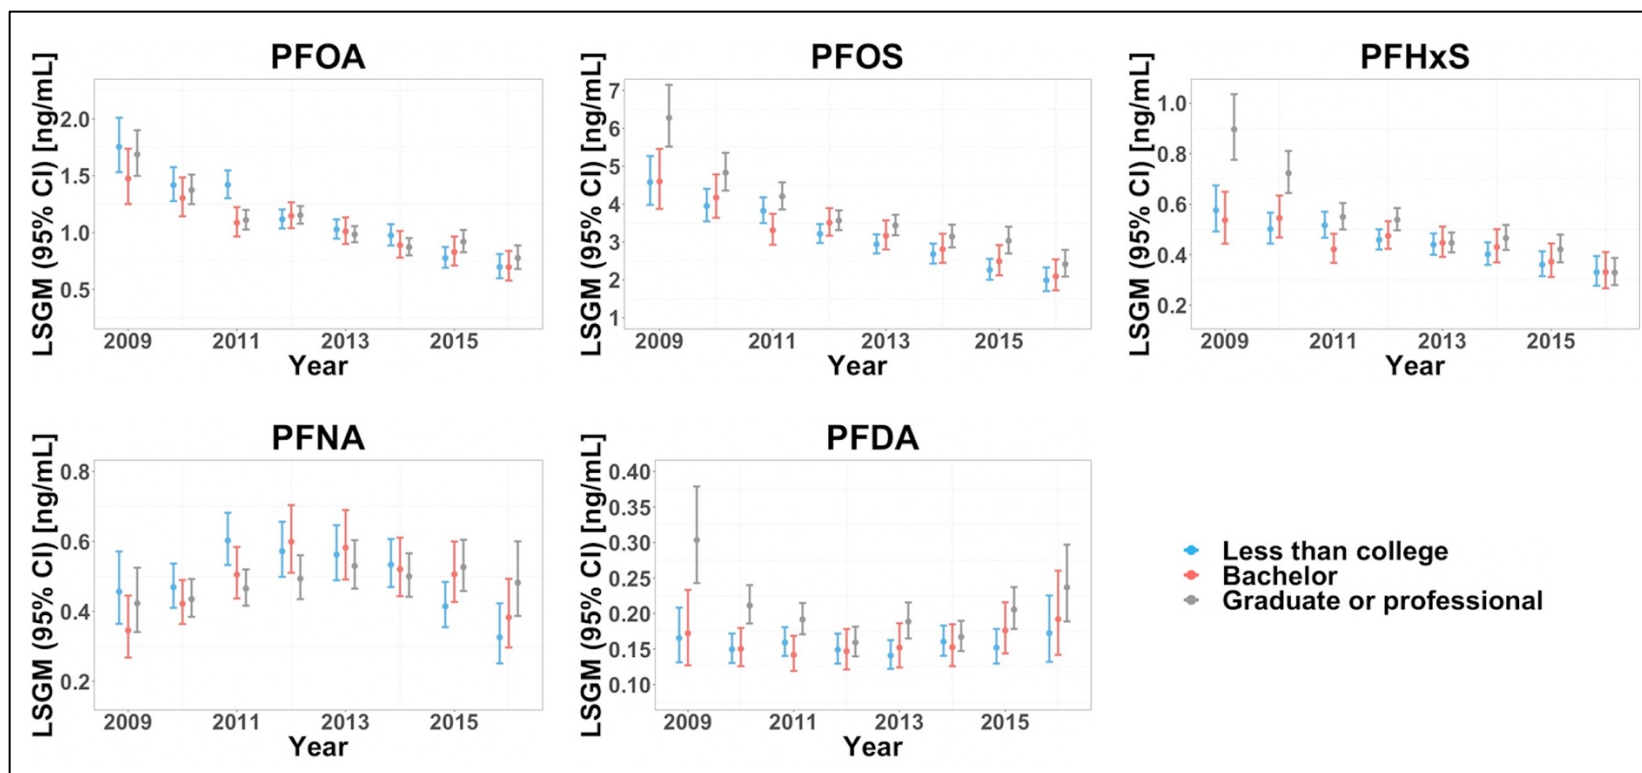 PFOA
LSGM (95% CI) [ng/mL]
2.0
1.5
1.0
0.5
2009 2011 2013 2015
Year
PFOS
LSGM (95% CI) [ng/mL]
7
6
5
4
3
2
1
2009 2011 2013 2015
Year
PFHxS
LSGM (95% CI) [ng/mL]
1.0
0.8
0.6
0.4
0.2
2009 2011 2013 2015
Year
PFNA
LSGM (95% CI) [ng/mL]
0.8
0.6
0.4
0.2
2009 2011 2013 2015
Year
PFDA
LSGM (95% CI) [ng/mL]
0.40
0.35
0.30
0.25
0.20
0.15
0.10
2009 2011 2013 2015
Year
Less than college
Bachelor
Graduate or professional